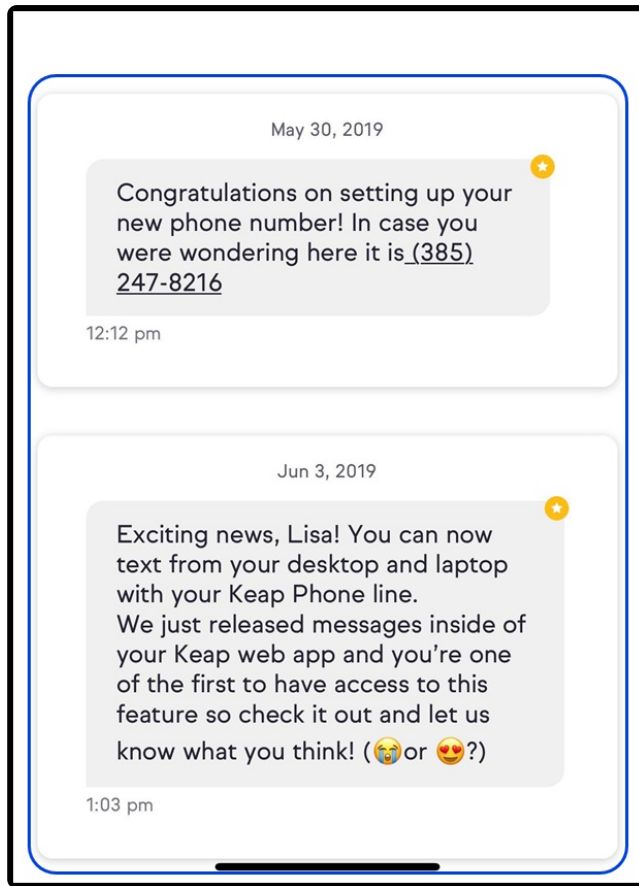 May 30, 2019
Congratulations on setting up your
new phone number! In case you
were wondering here it is (385)
247-8216
12:12 pm
Jun 3, 2019
Exciting news, Lisa! You can now
text from your desktop and laptop
with your Keap Phone line.
We just released messages inside of
your Keap web app and you’re one
of the first to have access to this
feature so check it out and let us
know what you think! (😭or 😍?)
1:03 pm